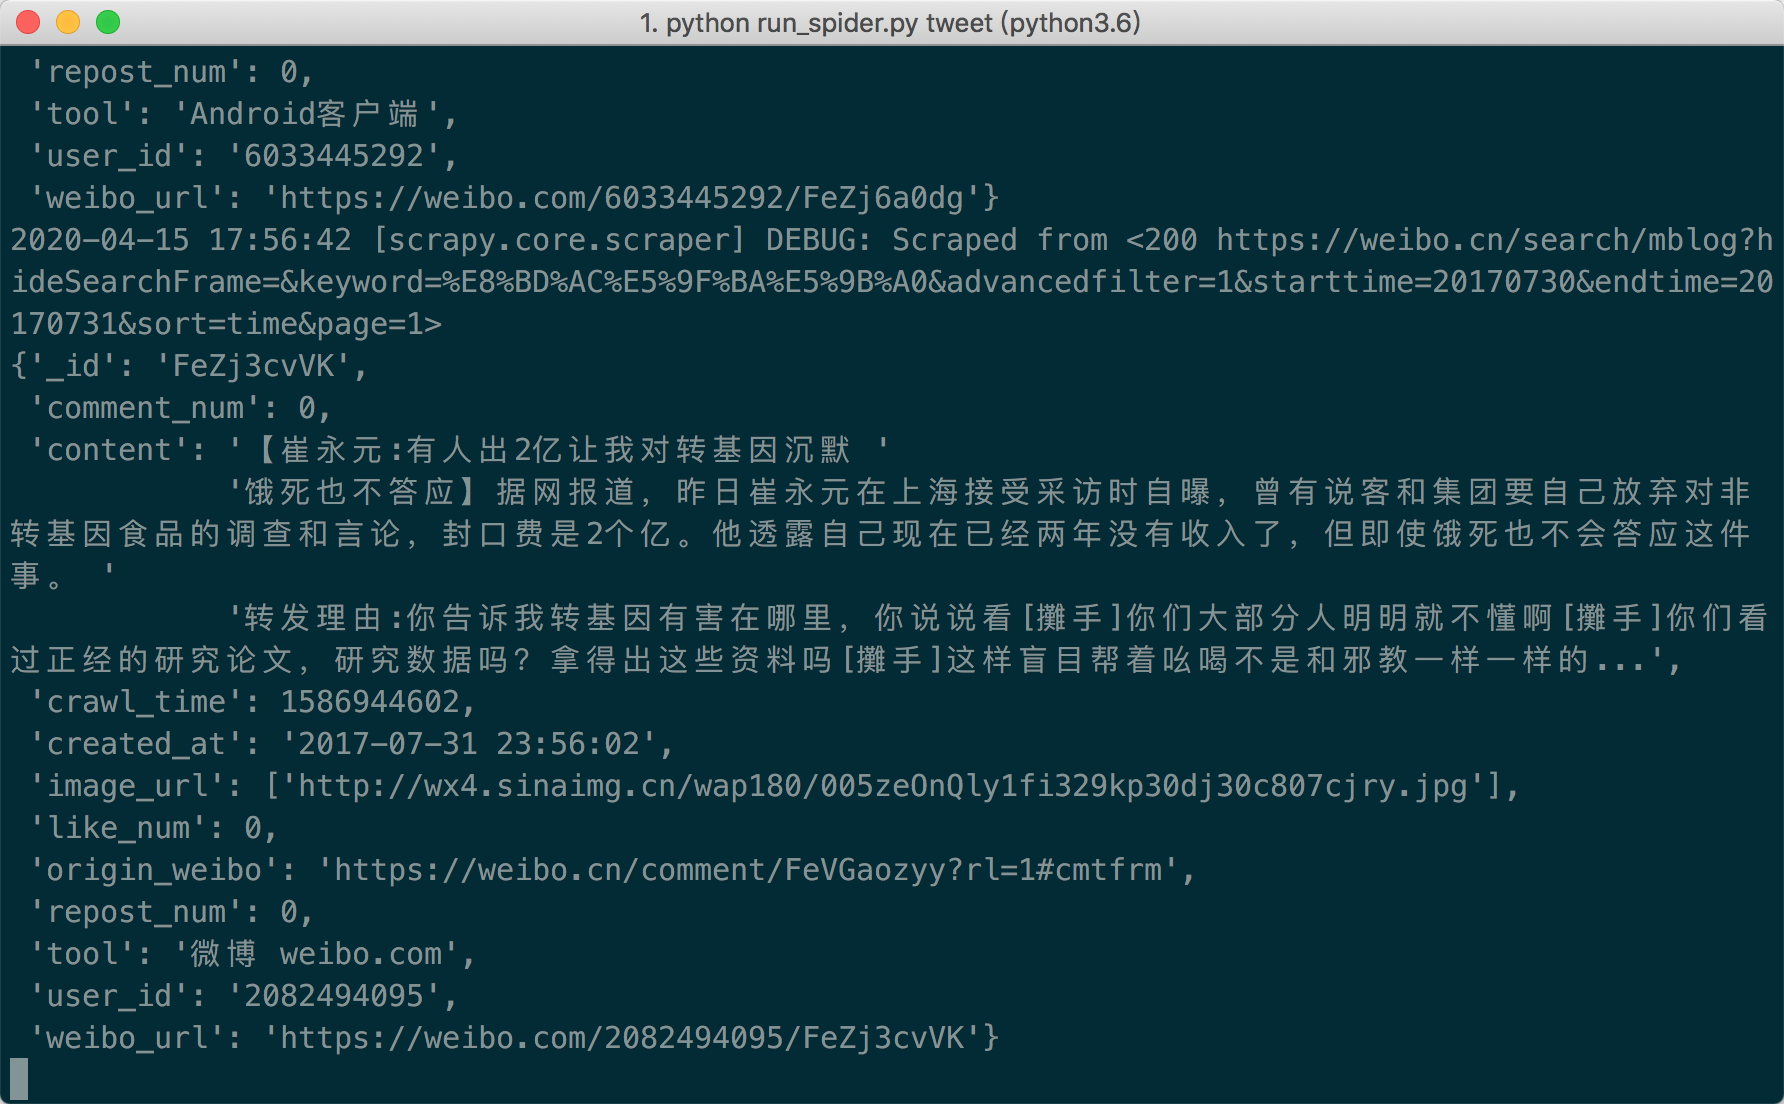 1. python run_spider.py tweet (python3.6)
'repost_num': 0,
'tool': 'Android客户端',
'user_id': '6033445292',
'weibo_url': 'https://weibo.com/6033445292/FeZj6a0dg'}
2020-04-15 17:56:42 [scrapy.core.scraper] DEBUG: Scraped from <200 https://weibo.cn/search/mblog?h
ideSearchFrame=&keyword=%E8%BD%AC%E5%9F%BA%E5%9B%A0&advancedfilter=1&starttime=20170730&endtime=20
170731&sort=time&page=1>
{'_id': 'FeZj3cvVK',
'comment_num': 0,
'content': '【崔永元:有人出2亿让我对转基因沉默 '
'饿死也不答应】据网报道，昨日崔永元在上海接受采访时自曝，曾有说客和集团要自己放弃对非
转基因食品的调查和言论，封口费是2个亿。他透露自己现在已经两年没有收入了，但即使饿死也不会答应这件
事。 '
'转发理由:你告诉我转基因有害在哪里，你说说看[攤手]你们大部分人明明就不懂啊[攤手]你们看
过正经的研究论文，研究数据吗？拿得出这些资料吗[攤手]这样盲目帮着吆喝不是和邪教一样一样的...',
'crawl_time': 1586944602,
'created_at': '2017-07-31 23:56:02',
'image_url': ['http://wx4.sinaimg.cn/wap180/005zeOnQly1fi329kp30dj30c807cjry.jpg'],
'like_num': 0,
'origin_weibo': 'https://weibo.cn/comment/FeVGaozyy?rl=1#cmtfrm',
'repost_num': 0,
'tool': '微博 weibo.com',
'user_id': '2082494095',
'weibo_url': 'https://weibo.com/2082494095/FeZj3cvVK'}